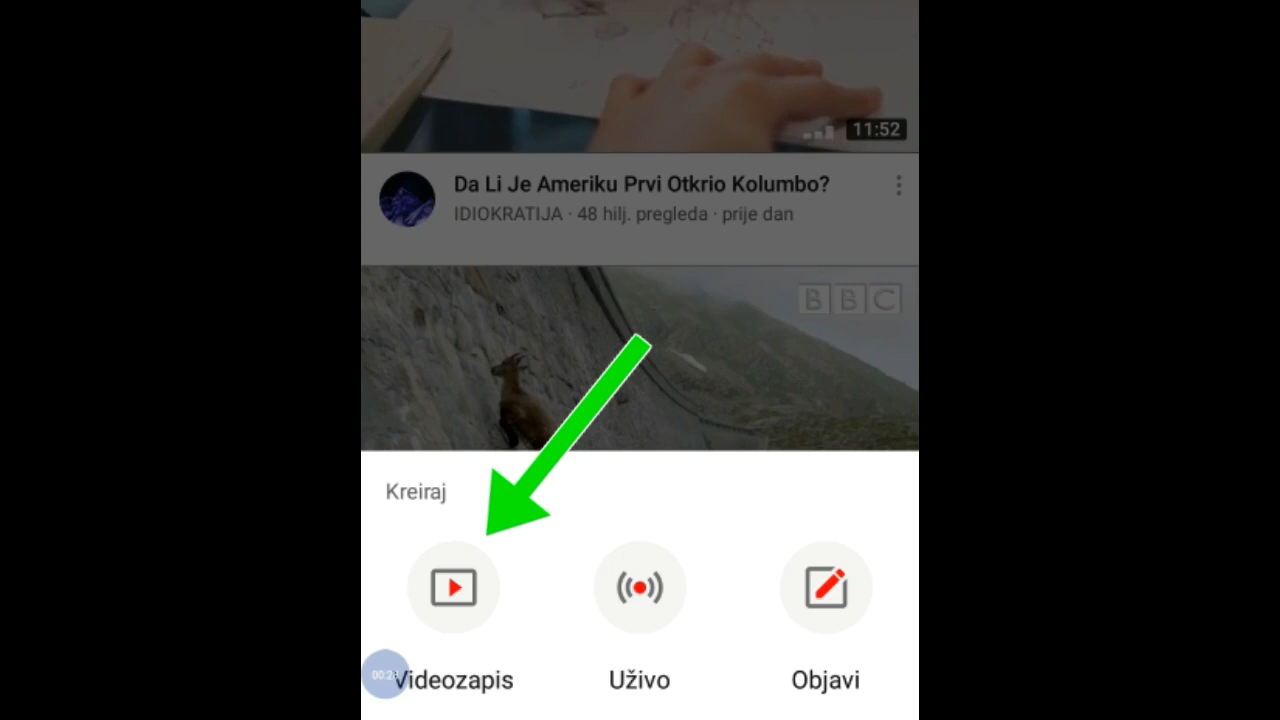 11:52
Da Li Je Ameriku Prvi Otkrio Kolumbo?
IDIOKRATIJA · 48 hilj. pregleda · prije dan
BBC
Kreiraj
Videozapis
Uživo
Objavi